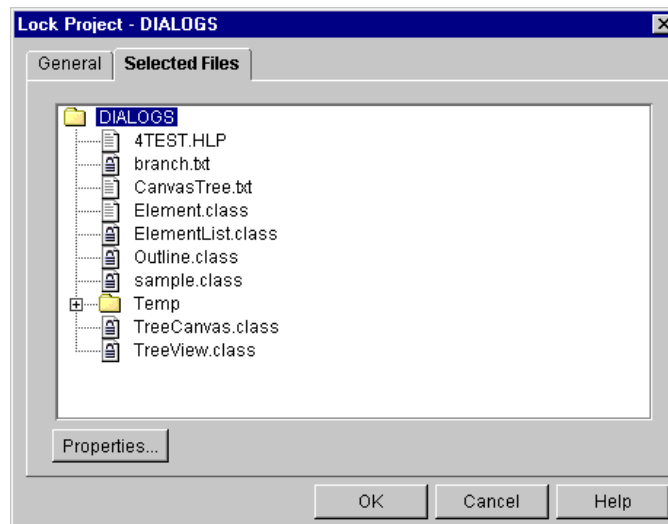 Lock Project - DIALOGS
General
Selected Files
DIALOGS
4TEST.HLP
branch.txt
CanvasTree.txt
Element.class
ElementList.class
Outline.class
sample.class
Temp
TreeCanvas.class
TreeView.class
Properties...
OK
Cancel
Help